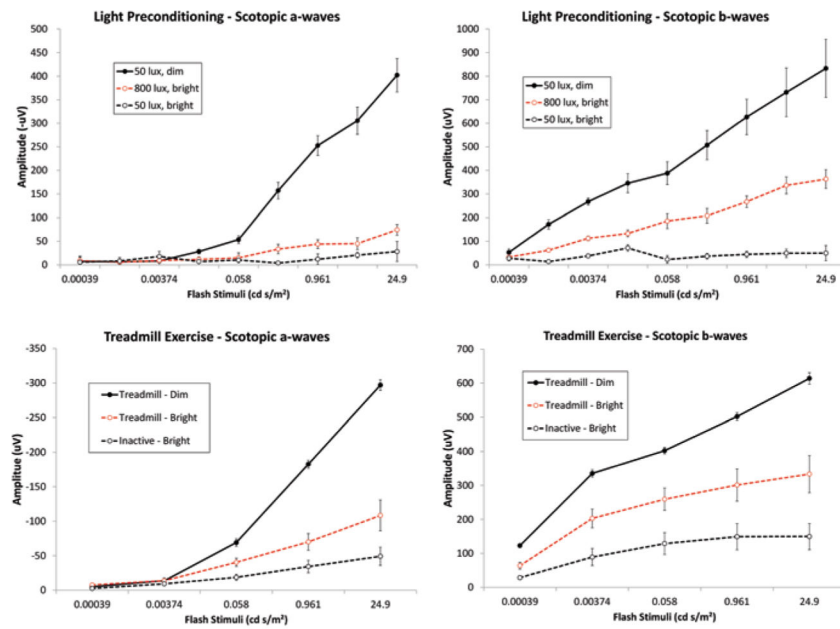 Light Preconditioning - Scotopic a-waves
500
450
400
350
300
250
200
150
100
50
0
Amplitude (-uV)
50 lux, dim
800 lux, bright
50 lux, bright
0.00039
0.00374
0.058
0.961
24.9
Flash Stimuli (cd s/m²)
Light Preconditioning - Scotopic b-waves
1000
900
800
700
600
500
400
300
200
100
0
Amplitude (uV)
50 lux, dim
800 lux, bright
50 lux, bright
0.00039
0.00374
0.058
0.961
24.9
Flash Stimuli (cd s/m²)
Treadmill Exercise - Scotopic a-waves
-350
-300
-250
-200
-150
-100
-50
0
Amplitue (uV)
Treadmill - Dim
Treadmill - Bright
Inactive - Bright
0.00039
0.00374
0.058
0.961
24.9
Flash Stimuli (cd s/m²)
Treadmill Exercise - Scotopic b-waves
700
600
500
400
300
200
100
0
Amplitude (uV)
Treadmill - Dim
Treadmill - Bright
Inactive - Bright
0.00039
0.00374
0.058
0.961
24.9
Flash Stimuli (cd s/m²)